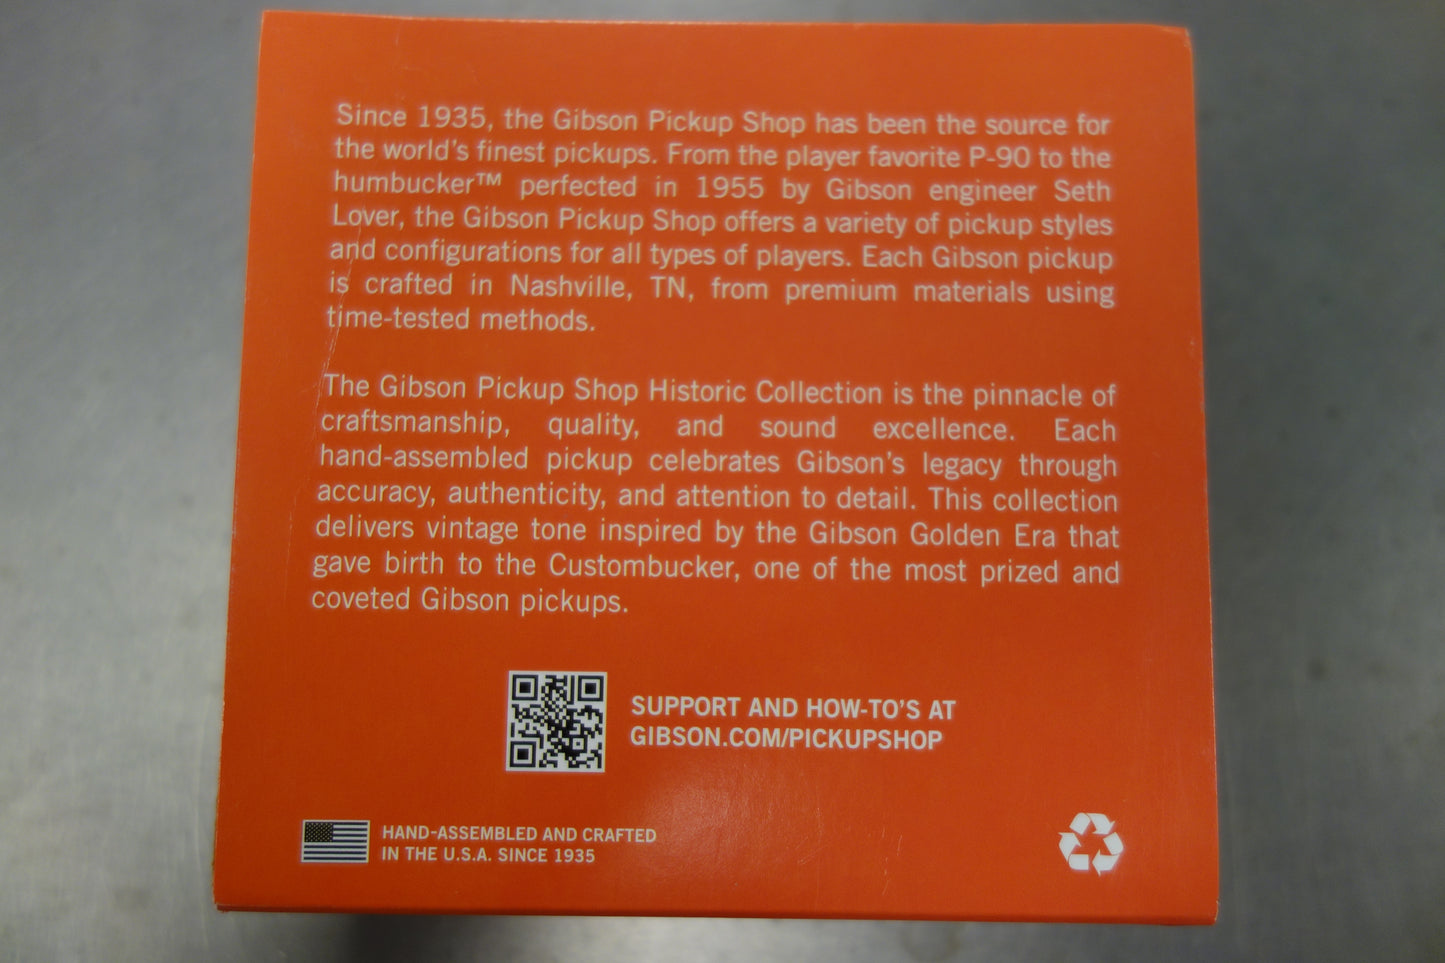 Since 1935, the Gibson Pickup Shop has been the source for
the world's finest pickups. From the player favorite P-90 to the
humbucker™ perfected in 1955 by Gibson engineer Seth
Lover, the Gibson Pickup Shop offers a variety of pickup styles
and configurations for all types of players. Each Gibson pickup
is crafted in Nashville, TN, from premium materials using
time-tested methods.
The Gibson Pickup Shop Historic Collection is the pinnacle of
craftsmanship, quality, and sound excellence. Each
hand-assembled pickup celebrates Gibson's legacy through
accuracy, authenticity, and attention to detail. This collection
delivers vintage tone inspired by the Gibson Golden Era that
gave birth to the Custombucker, one of the most prized and
coveted Gibson pickups.
SUPPORT AND HOW-TO'S AT
GIBSON.COM/PICKUPSHOP
HAND-ASSEMBLED AND CRAFTED
IN THE U.S.A. SINCE 1935